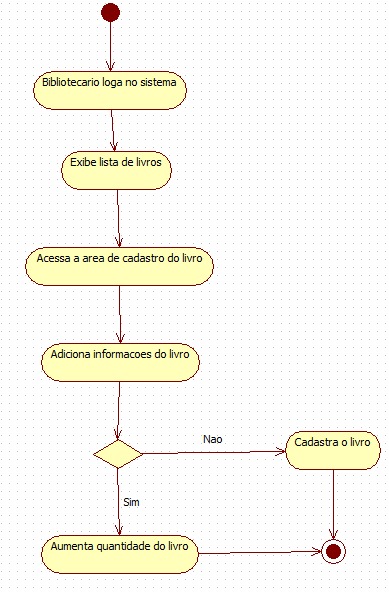 Bibliotecario loga no sistema
Exibe lista de livros
Acessa a area de cadastro do livro
Adiciona informacoes do livro
Nao
Cadastra o livro
Sim
Aumenta quantidade do livro